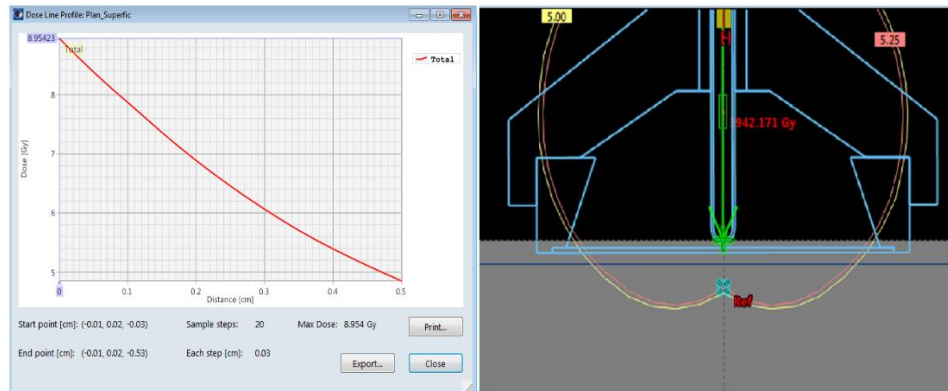 Dose Line Profile: Plan_Superfic
8.95423
Total
Total
8
7
6
5
Dose [Gy]
0
0.1
0.2
0.3
0.4
0.5
Distance [cm]
Start point [cm]: (-0.01, 0.02, -0.03)
Sample steps: 20
Max Dose: 8.954 Gy
Print...
End point [cm]: (-0.01, 0.02, -0.53)
Each step [cm]: 0.03
Export...
Close
5.00
H
5.25
942.171 Gy
Ref